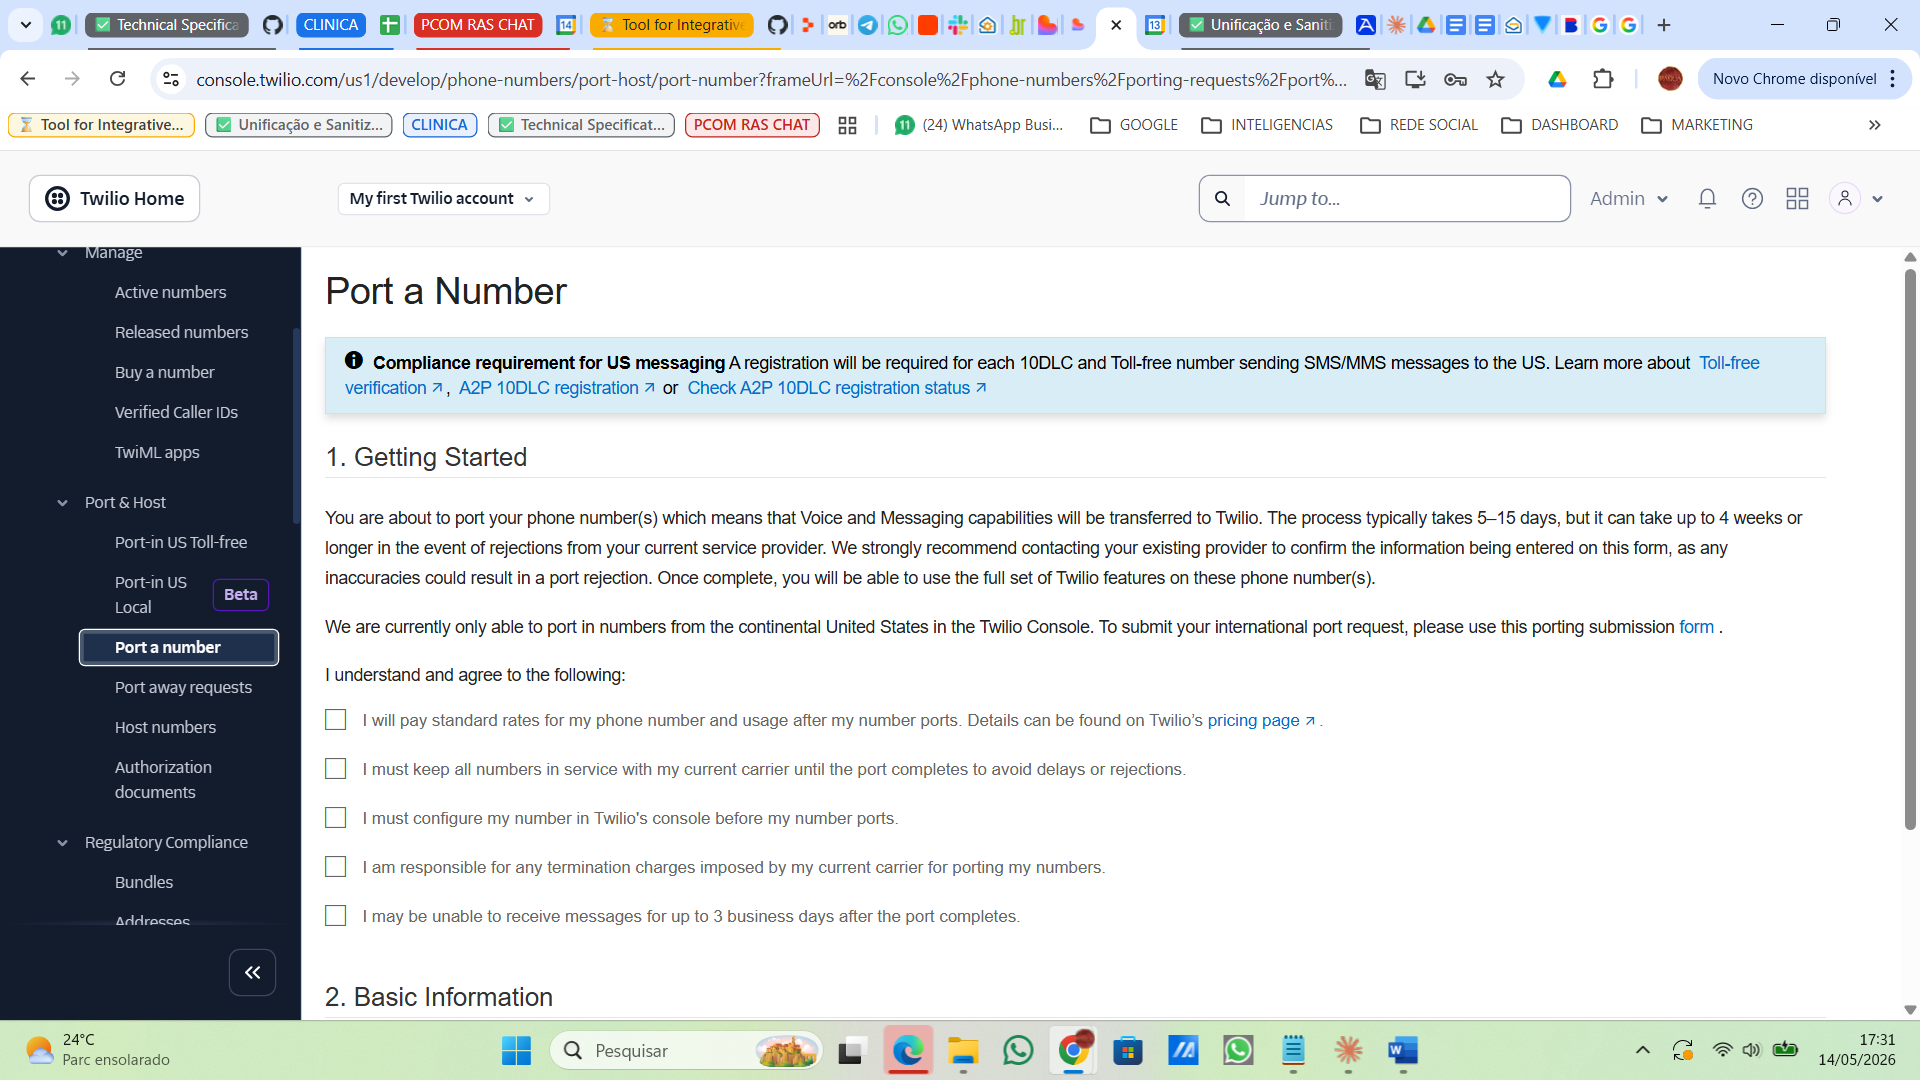 11
Technical Specifica
CLINICA
PCOM RAS CHAT
14
Tool for Integrative
orb
13
Unificação e Saniti
console.twilio.com/us1/develop/phone-numbers/port-host/port-number?frameUrl=%2Fconsole%2Fphone-numbers%2Fporting-requests%2Fport%...
Novo Chrome disponível
Tool for Integrative...
Unificação e Sanitiz...
CLINICA
Technical Specificat...
PCOM RAS CHAT
11
(24) WhatsApp Busi...
GOOGLE
INTELIGENCIAS
REDE SOCIAL
DASHBOARD
MARKETING
Twilio Home
My first Twilio account
Jump to...
Admin
Manage
Active numbers
Released numbers
Buy a number
Verified Caller IDs
TwiML apps
Port & Host
Port-in US Toll-free
Port-in US
Local
Beta
Port a number
Port away requests
Host numbers
Authorization
documents
Regulatory Compliance
Bundles
Addresses
Port a Number
Compliance requirement for US messaging A registration will be required for each 10DLC and Toll-free number sending SMS/MMS messages to the US. Learn more about Toll-free
verification ↗, A2P 10DLC registration ↗ or Check A2P 10DLC registration status ↗
1. Getting Started
You are about to port your phone number(s) which means that Voice and Messaging capabilities will be transferred to Twilio. The process typically takes 5–15 days, but it can take up to 4 weeks or
longer in the event of rejections from your current service provider. We strongly recommend contacting your existing provider to confirm the information being entered on this form, as any
inaccuracies could result in a port rejection. Once complete, you will be able to use the full set of Twilio features on these phone number(s).
We are currently only able to port in numbers from the continental United States in the Twilio Console. To submit your international port request, please use this porting submission form .
I understand and agree to the following:
I will pay standard rates for my phone number and usage after my number ports. Details can be found on Twilio’s pricing page ↗ .
I must keep all numbers in service with my current carrier until the port completes to avoid delays or rejections.
I must configure my number in Twilio's console before my number ports.
I am responsible for any termination charges imposed by my current carrier for porting my numbers.
I may be unable to receive messages for up to 3 business days after the port completes.
2. Basic Information
24°C
Parc ensolarado
Pesquisar
17:31
14/05/2026